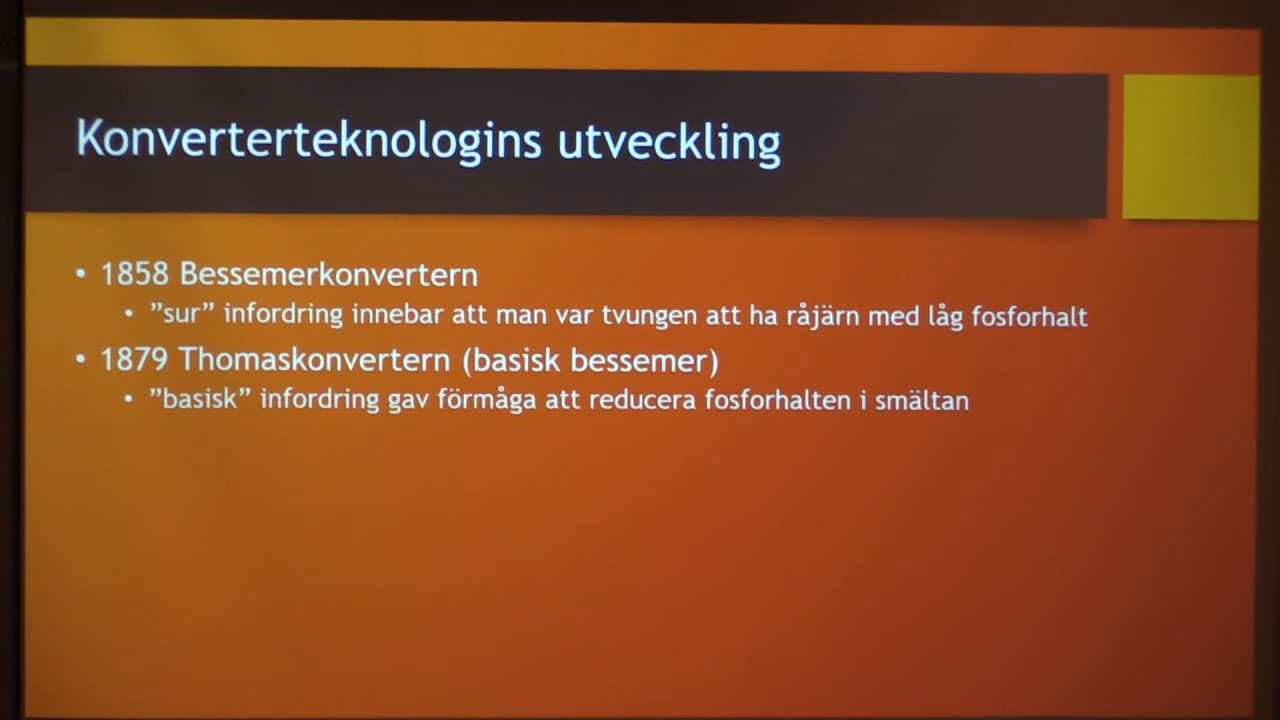 Konverterteknologins utveckling
• 1858 Bessemerkonvertern
• ”sur” infordring innebar att man var tvungen att ha råjärn med låg fosforhalt
• 1879 Thomaskonvertern (basisk bessemer)
• ”basisk” infordring gav förmåga att reducera fosforhalten i smältan